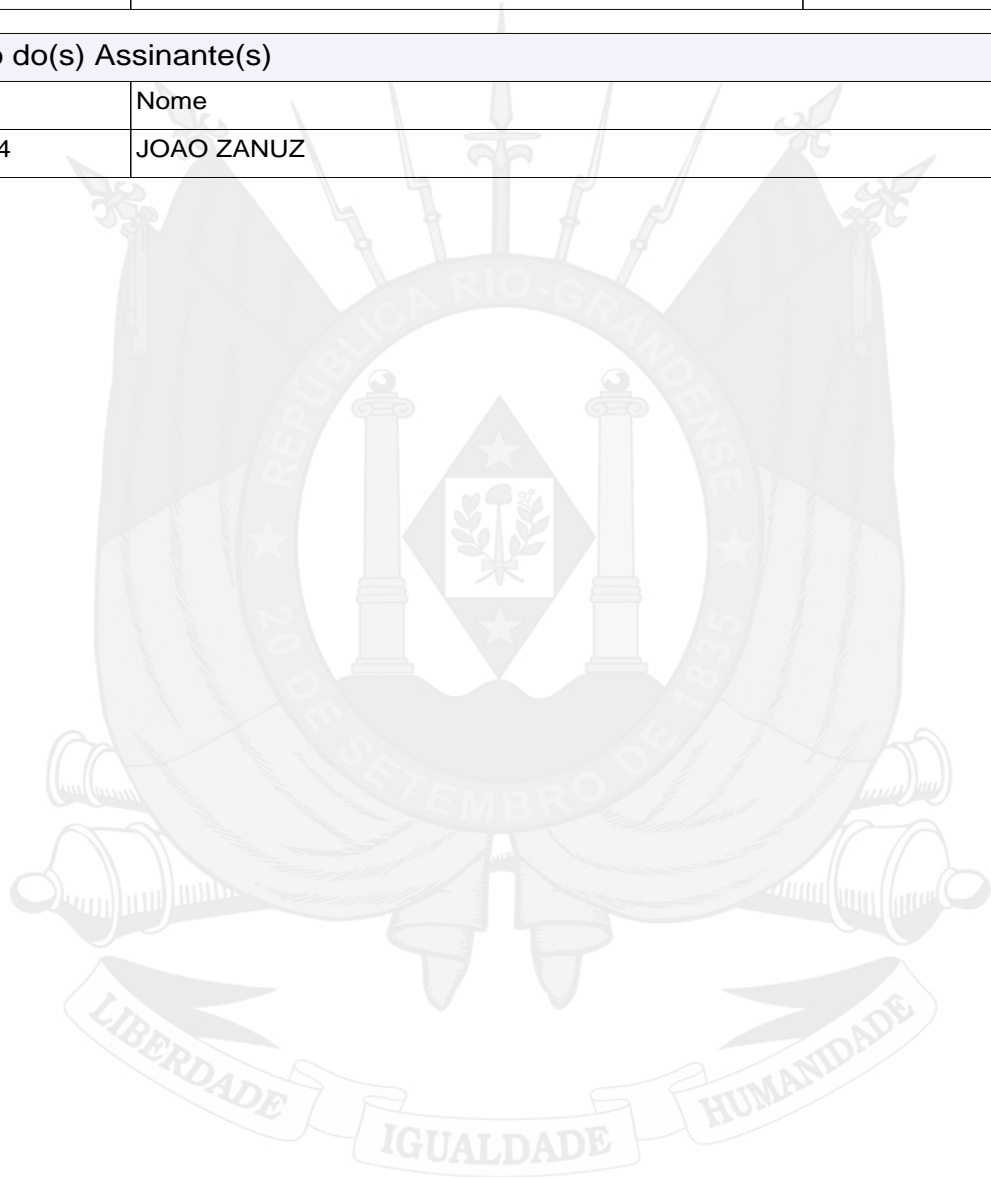 o do(s) Assinante(s)
Nome
4 JOAO ZANUZ
REPÚBLICA RIO-GRANDENSE
20 DE SETEMBRO DE 1835
LIBERDADE IGUALDADE HUMANIDADE